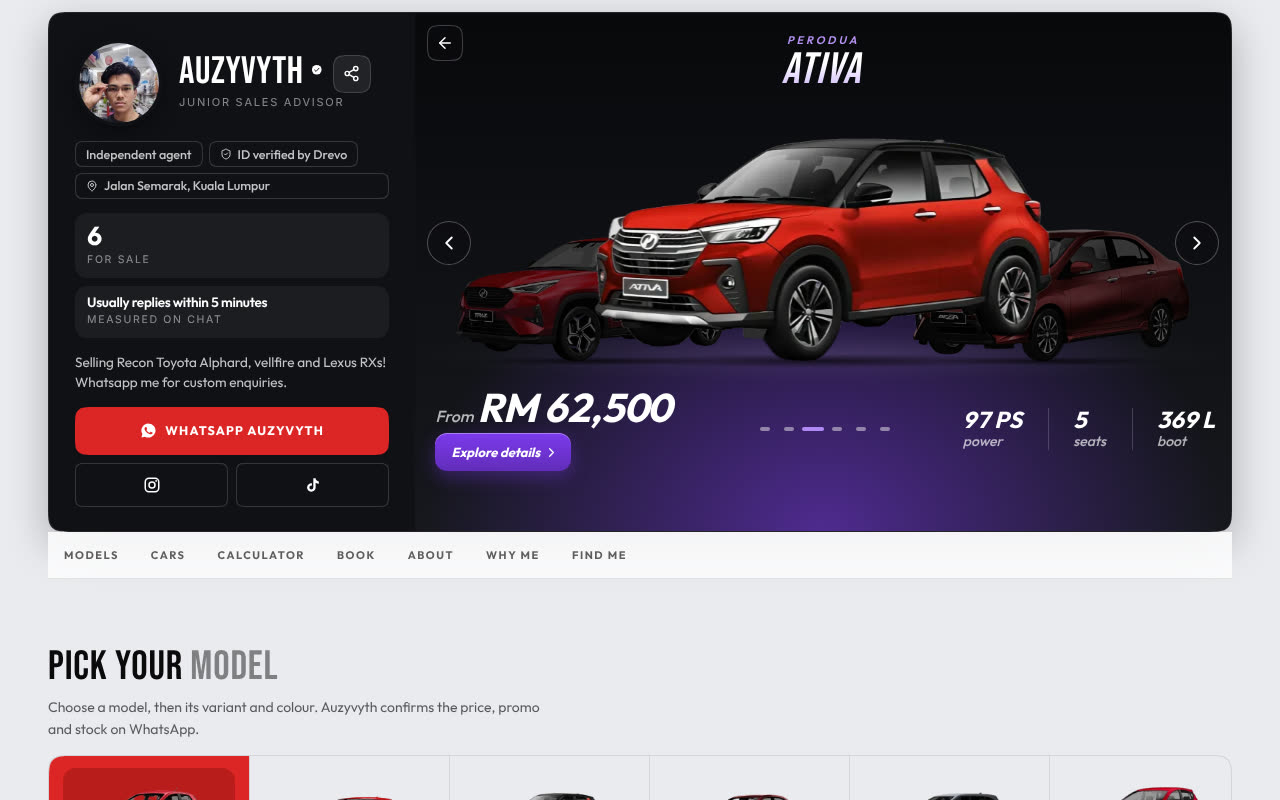 AUZYVYTH
JUNIOR SALES ADVISOR
Independent agent
ID verified by Drevo
Jalan Semarak, Kuala Lumpur
6
FOR SALE
Usually replies within 5 minutes
MEASURED ON CHAT
Selling Recon Toyota Alphard, vellfire and Lexus RXs!
Whatsapp me for custom enquiries.
WHATSAPP AUZYVYTH
PERODUA
ATIVA
ATIVA
From RM 62,500
Explore details
97 PS
power
5
seats
369 L
boot
MODELS CARS CALCULATOR BOOK ABOUT WHY ME FIND ME
PICK YOUR MODEL
Choose a model, then its variant and colour. Auzyvyth confirms the price, promo
and stock on WhatsApp.